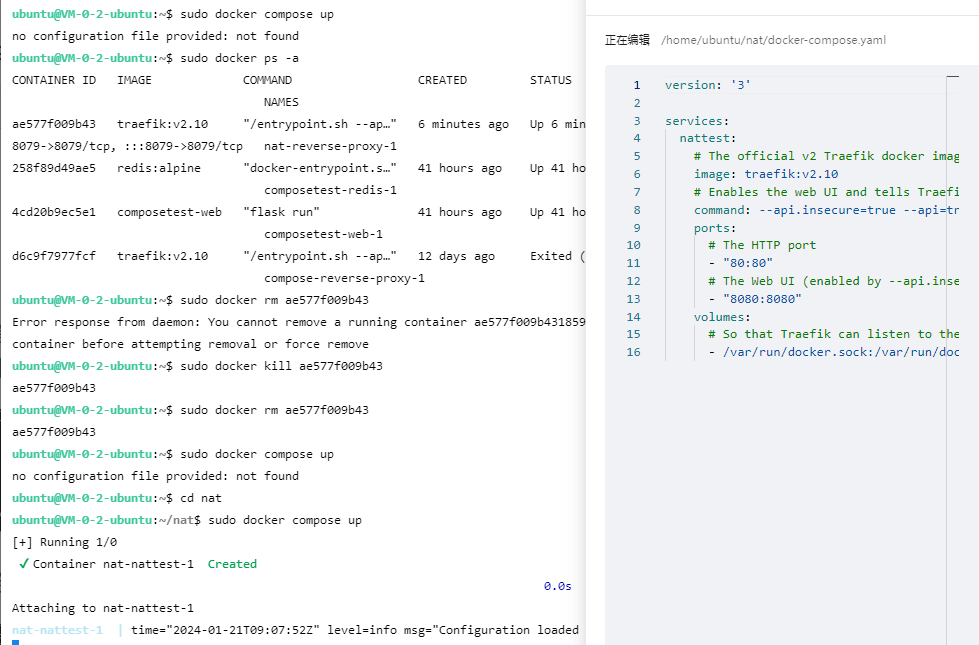 ubuntu@VM-0-2-ubuntu:~$ sudo docker compose up
no configuration file provided: not found
ubuntu@VM-0-2-ubuntu:~$ sudo docker ps -a
CONTAINER ID   IMAGE             COMMAND                  CREATED         STATUS
NAMES
ae577f009b43   traefik:v2.10     "/entrypoint.sh --ap…"   6 minutes ago   Up 6 min
8079->8079/tcp, :::8079->8079/tcp   nat-reverse-proxy-1
258f89d49ae5   redis:alpine      "docker-entrypoint.s…"   41 hours ago    Up 41 ho
composetest-redis-1
4cd20b9ec5e1   composetest-web   "flask run"              41 hours ago    Up 41 ho
composetest-web-1
d6c9f7977fcf   traefik:v2.10     "/entrypoint.sh --ap…"   12 days ago     Exited (
compose-reverse-proxy-1
ubuntu@VM-0-2-ubuntu:~$ sudo docker rm ae577f009b43
Error response from daemon: You cannot remove a running container ae577f009b431859
container before attempting removal or force remove
ubuntu@VM-0-2-ubuntu:~$ sudo docker kill ae577f009b43
ae577f009b43
ubuntu@VM-0-2-ubuntu:~$ sudo docker rm ae577f009b43
ae577f009b43
ubuntu@VM-0-2-ubuntu:~$ sudo docker compose up
no configuration file provided: not found
ubuntu@VM-0-2-ubuntu:~$ cd nat
ubuntu@VM-0-2-ubuntu:~/nat$ sudo docker compose up
[+] Running 1/0
✓ Container nat-nattest-1  Created
0.0s
Attaching to nat-nattest-1
nat-nattest-1  | time="2024-01-21T09:07:52Z" level=info msg="Configuration loaded
正在编辑 /home/ubuntu/nat/docker-compose.yaml
1 version: '3'
2
3 services:
4   nattest:
5     # The official v2 Traefik docker imag
6     image: traefik:v2.10
7     # Enables the web UI and tells Traefi
8     command: --api.insecure=true --api=tr
9     ports:
10       # The HTTP port
11       - "80:80"
12       # The Web UI (enabled by --api.inse
13       - "8080:8080"
14     volumes:
15       # So that Traefik can listen to the
16       - /var/run/docker.sock:/var/run/doc